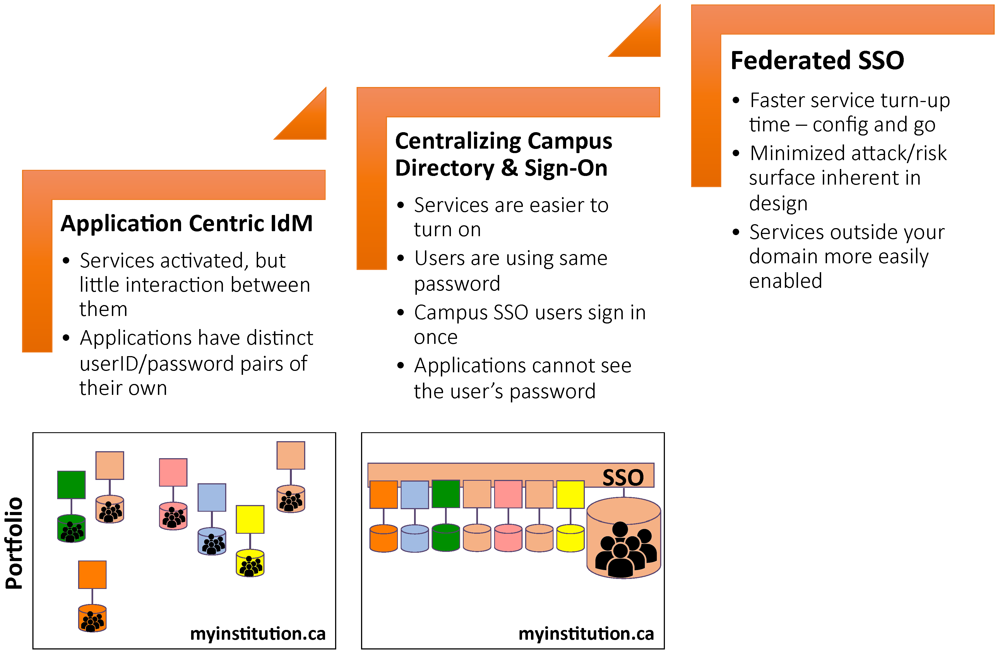 Application Centric IdM
• Services activated, but
little interaction between
them
• Applications have distinct
userID/password pairs of
their own
Centralizing Campus
Directory & Sign-On
• Services are easier to
turn on
• Users are using same
password
• Campus SSO users sign in
once
• Applications cannot see
the user’s password
Federated SSO
• Faster service turn-up
time – config and go
• Minimized attack/risk
surface inherent in
design
• Services outside your
domain more easily
enabled
Portfolio
myinstitution.ca
SSO
myinstitution.ca